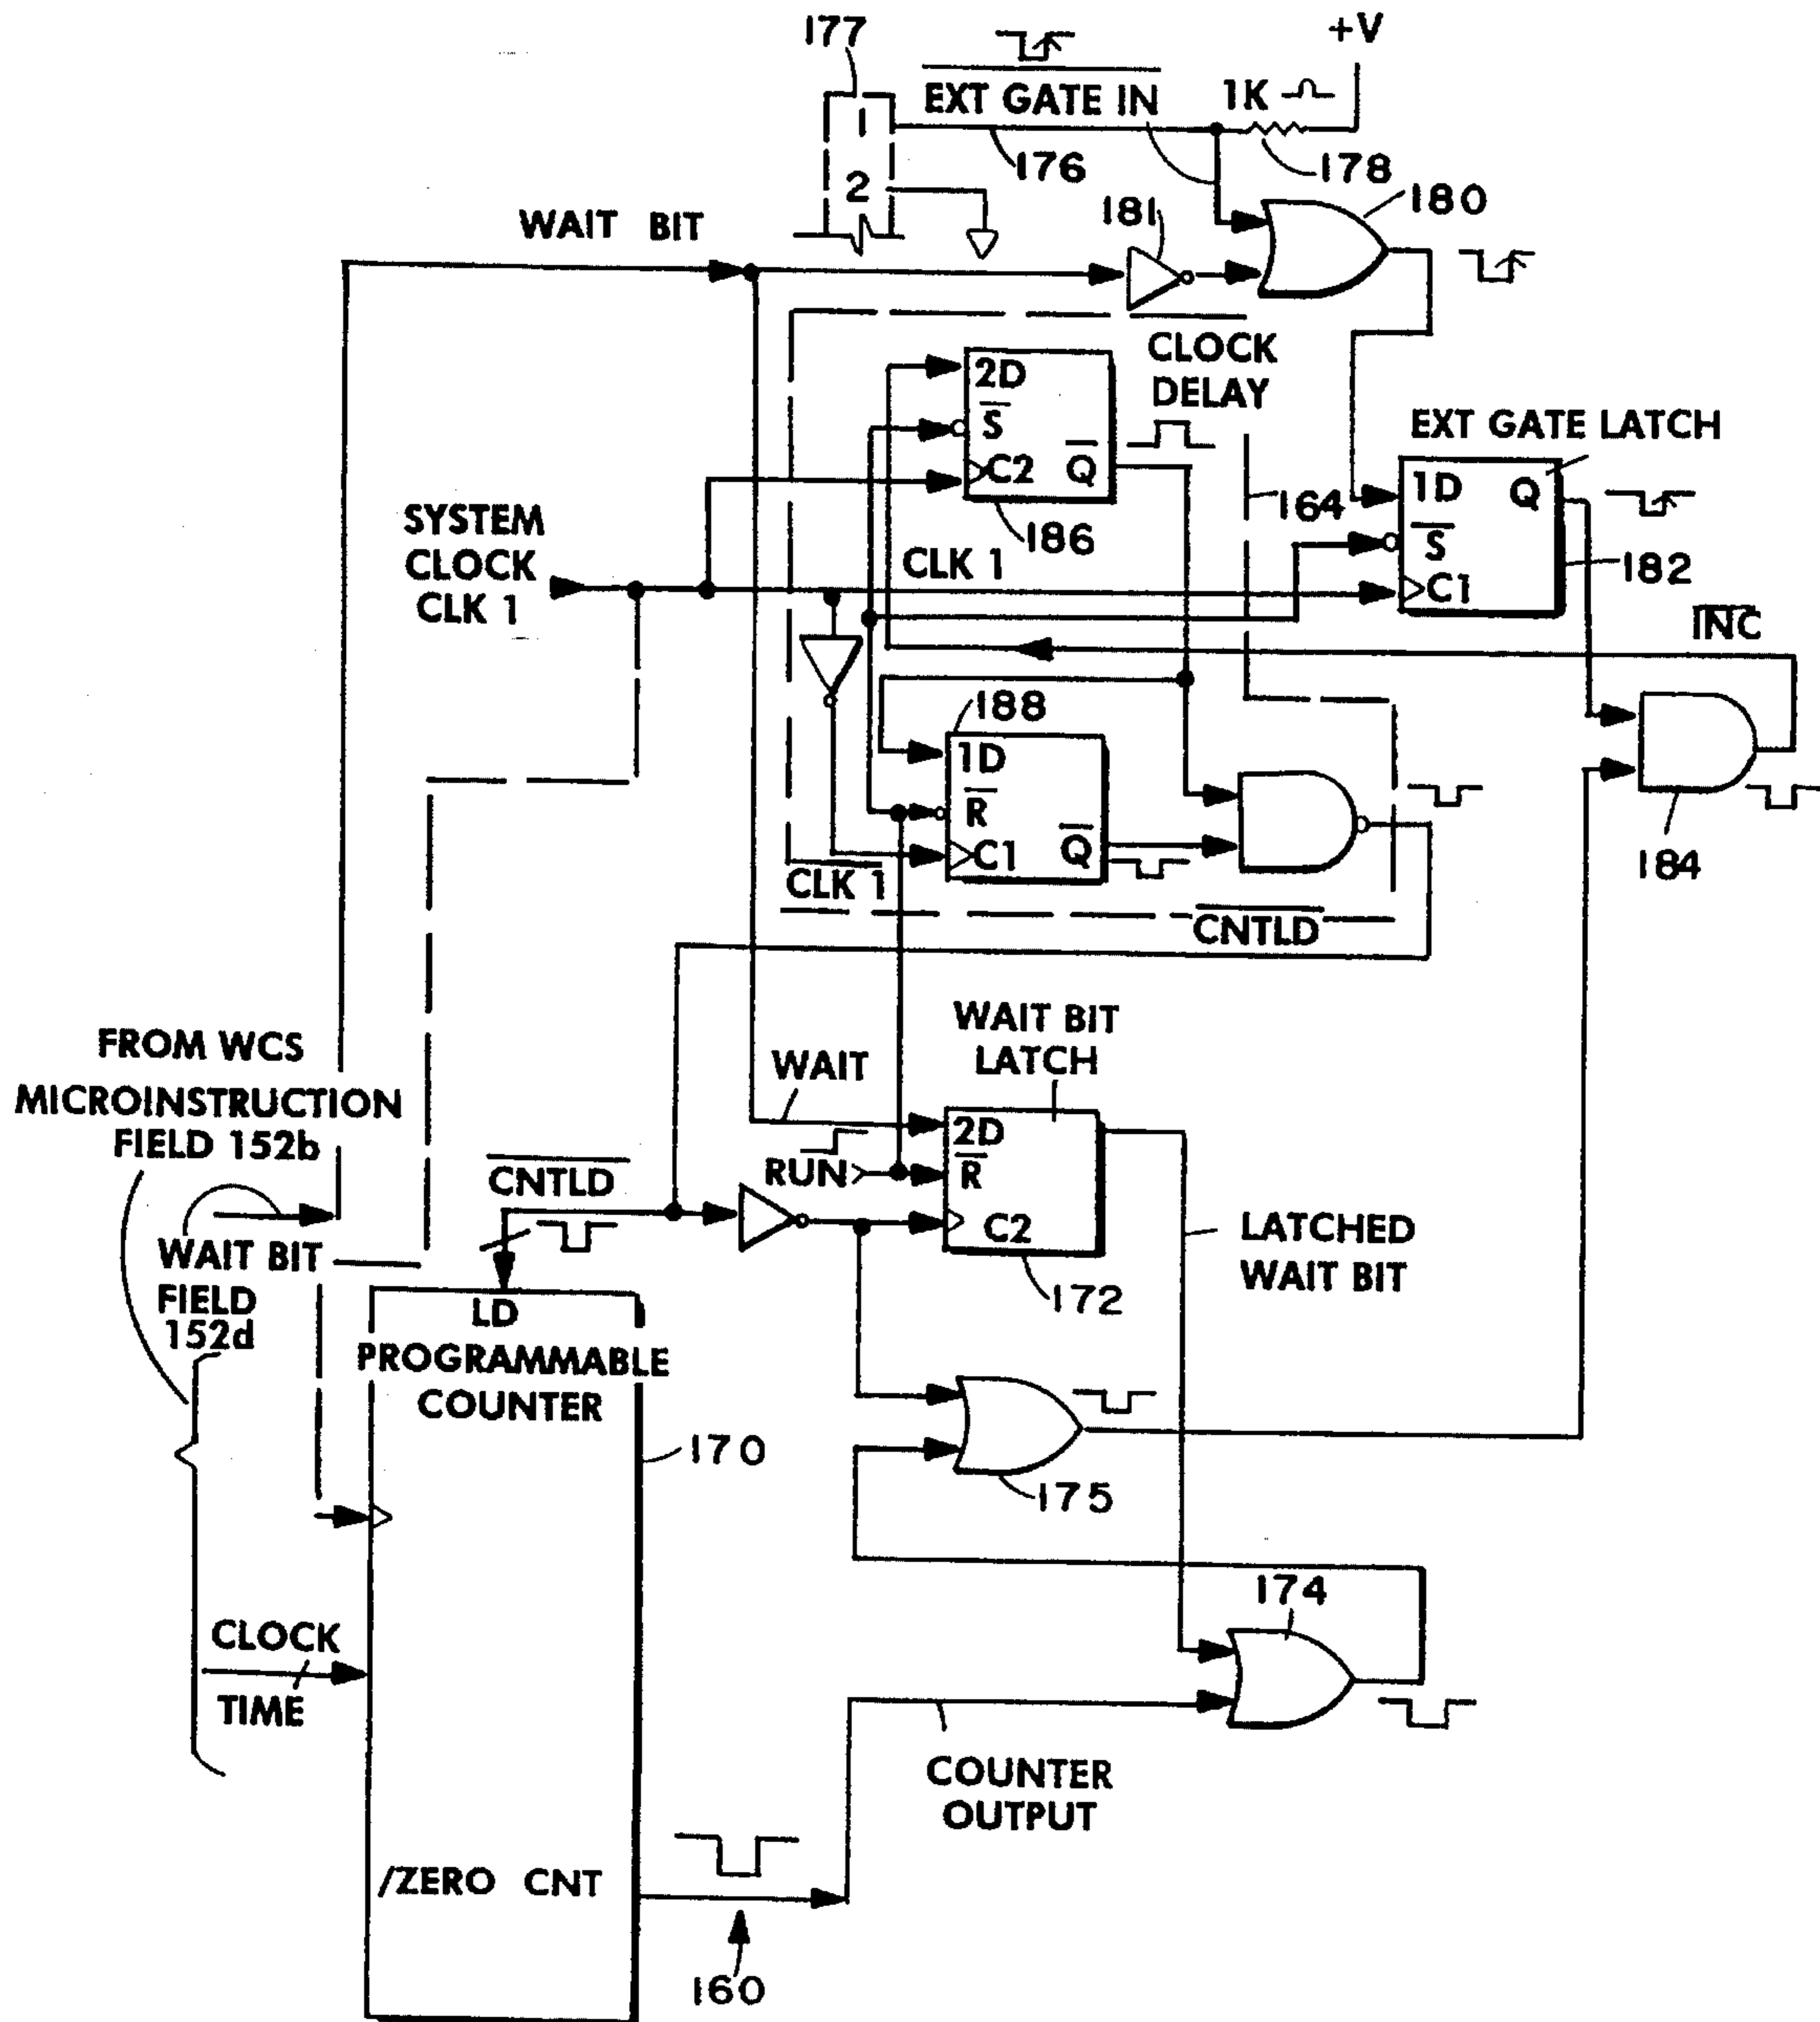 177
+V
EXT GATE IN
1K
1
176
178
2
181
180
WAIT BIT
CLOCK
DELAY
2D
S
C2
Q
186
EXT GATE LATCH
1D
Q
S
C1
182
164
SYSTEM
CLOCK
CLK 1
CLK 1
INC
188
1D
R
C1
Q
CLK 1
184
CNTLD
FROM WCS
MICROINSTRUCTION
FIELD 152b
WAIT BIT
LATCH
WAIT
2D
R
C2
RUN
CNTLD
172
LATCHED
WAIT BIT
WAIT BIT
FIELD
152d
LD
PROGRAMMABLE
COUNTER
170
175
174
CLOCK
TIME
COUNTER
OUTPUT
/ZERO CNT
160